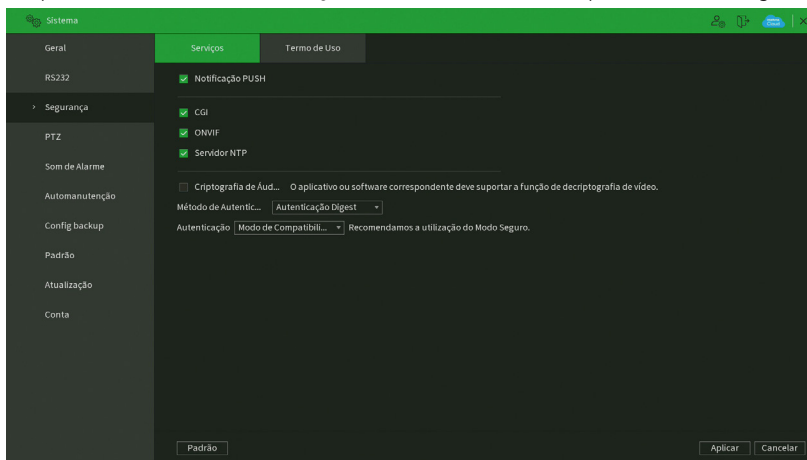 Sistema
Geral
RS232
Segurança
PTZ
Som de Alarme
Automanutenção
Config backup
Padrão
Atualização
Conta
Serviços
Termo de Uso
Notificação PUSH
CGI
ONVIF
Servidor NTP
Criptografia de Áud... O aplicativo ou software correspondente deve suportar a função de decriptografia de vídeo.
Método de Autentic... Autenticação Digest
Autenticação Modo de Compatibili... Recomendamos a utilização do Modo Seguro.
Padrão
Aplicar
Cancelar